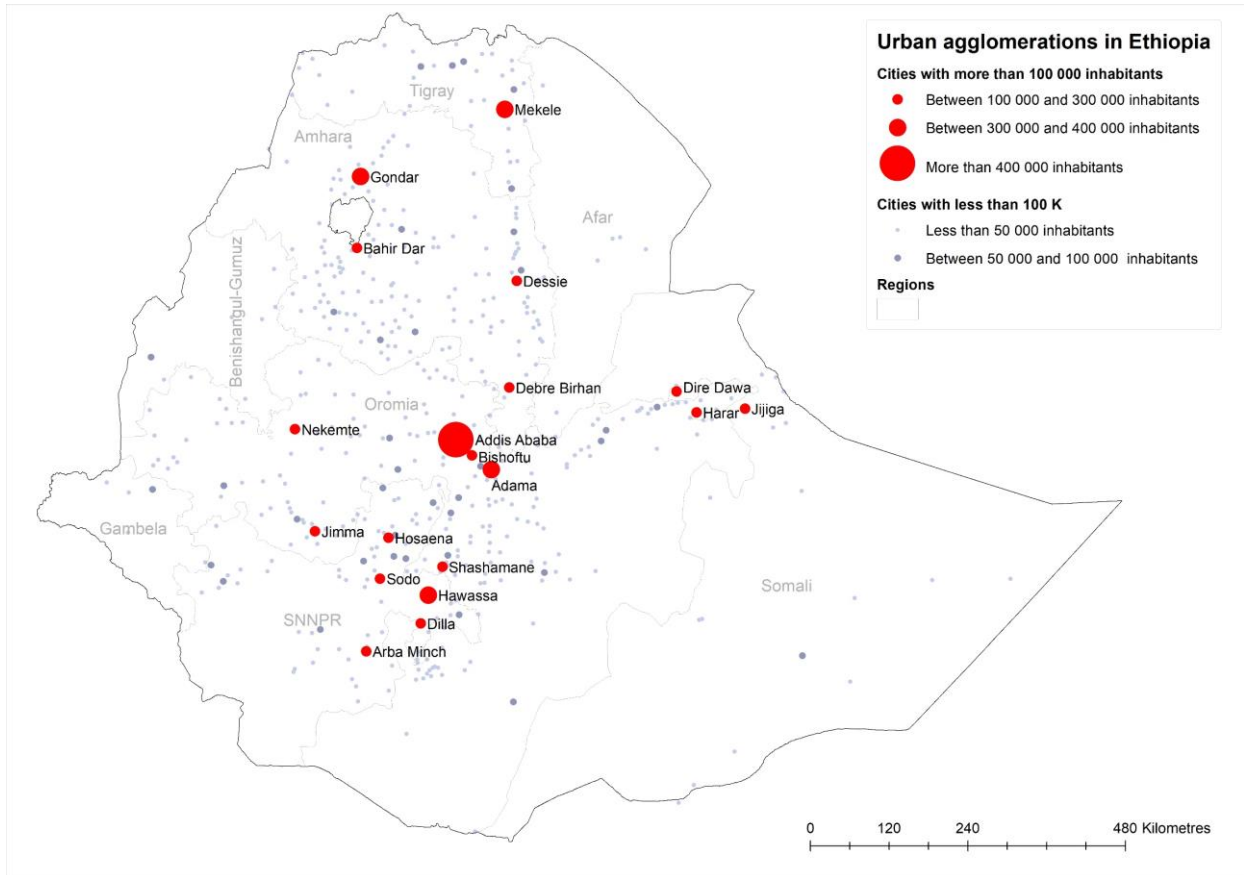 Urban agglomerations in Ethiopia
Cities with more than 100 000 inhabitants
Between 100 000 and 300 000 inhabitants
Between 300 000 and 400 000 inhabitants
More than 400 000 inhabitants
Cities with less than 100 K
Less than 50 000 inhabitants
Between 50 000 and 100 000 inhabitants
Regions
Tigray
Mekele
Amhara
Gondar
Afar
Bahir Dar
Benishangul-Gumuz
Dessie
Debre Birhan
Dire Dawa
Oromia
Harar
Jijiga
Nekemte
Addis Ababa
Bishoftu
Adama
Gambela
Jimma
Hosaena
Shashamane
Sodo
Somali
Hawassa
SNNPR
Dilla
Arba Minch
0 120 240 480 Kilometres